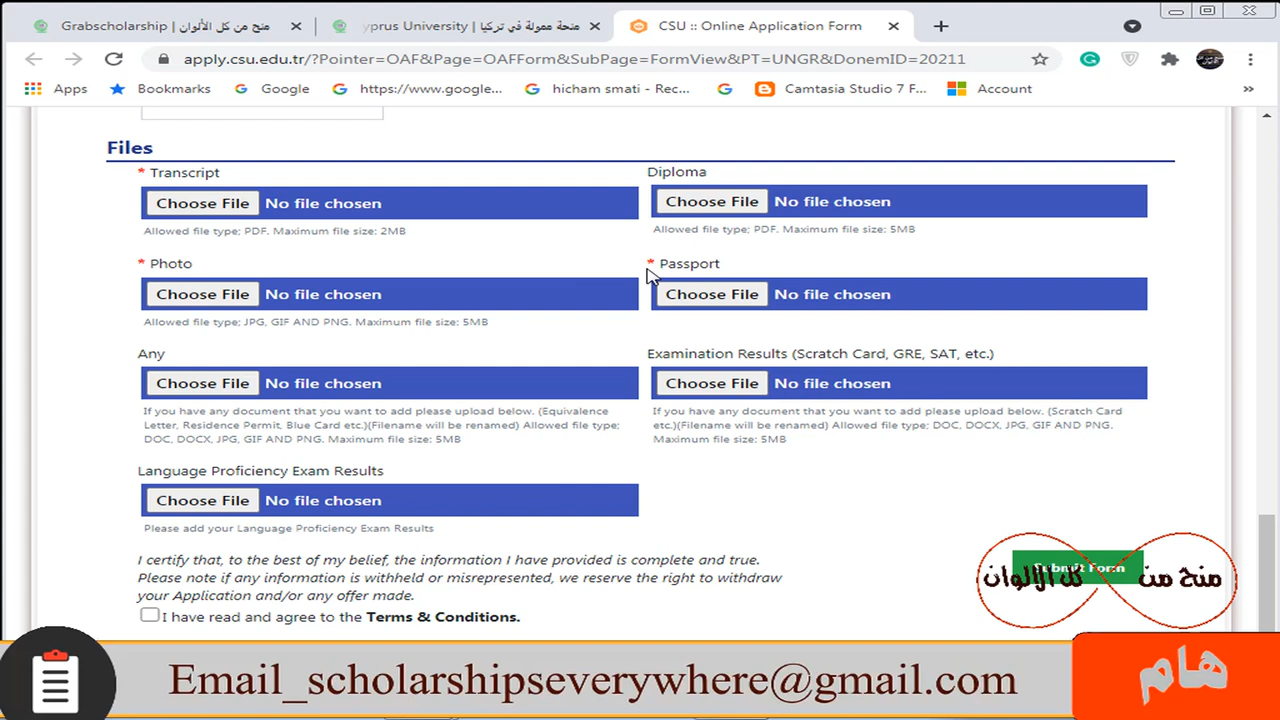 Grabscholarship | منح من كل الألوان
yprus University | منحة ممولة في تركيا
CSU :: Online Application Form
apply.csu.edu.tr/?Pointer=OAF&Page=OAFForm&SubPage=FormView&PT=UNGR&DonemID=20211
Apps Bookmarks Google https://www.google... hicham smati - Rec... Camtasia Studio 7 F... Account »
Files
* Transcript
Choose File No file chosen
Allowed file type; PDF. Maximum file size: 2MB
Diploma
Choose File No file chosen
Allowed file type; PDF. Maximum file size: 5MB
* Photo
Choose File No file chosen
Allowed file type; JPG, GIF AND PNG. Maximum file size: 5MB
* Passport
Choose File No file chosen
Any
Choose File No file chosen
If you have any document that you want to add please upload below. (Equivalence
Letter, Residence Permit, Blue Card etc.)(Filename will be renamed) Allowed file type;
DOC, DOCX, JPG, GIF AND PNG. Maximum file size: 5MB
Examination Results (Scratch Card, GRE, SAT, etc.)
Choose File No file chosen
If you have any document that you want to add please upload below. (Scratch Card
etc.)(Filename will be renamed) Allowed file type; DOC, DOCX, JPG, GIF AND PNG.
Maximum file size: 5MB
Language Proficiency Exam Results
Choose File No file chosen
Please add your Language Proficiency Exam Results
I certify that, to the best of my belief, the information I have provided is complete and true.
Please note if any information is withheld or misrepresented, we reserve the right to withdraw
your Application and/or any offer made.
I have read and agree to the Terms & Conditions.
Submit Form
منح من كل الألوان
Email_scholarshipseverywhere@gmail.com
هام